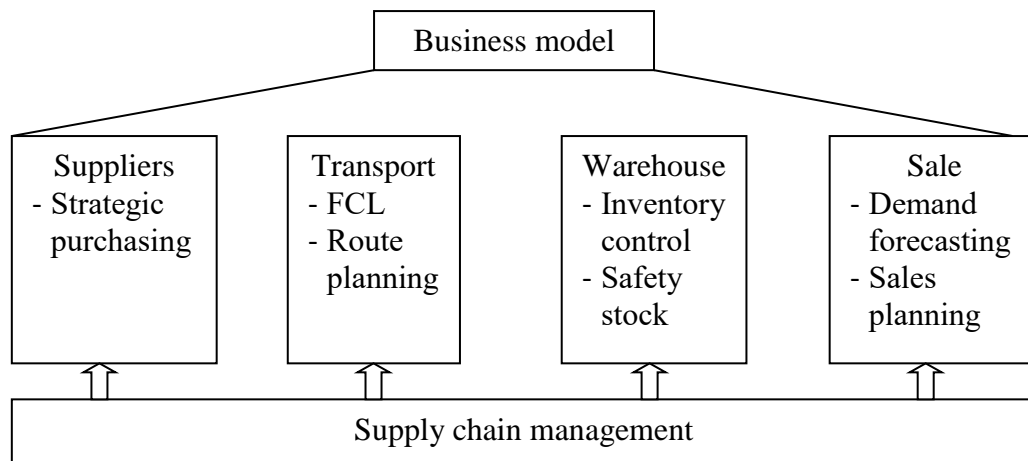 Business model
Suppliers
- Strategic
purchasing
Transport
- FCL
- Route
planning
Warehouse
- Inventory
control
- Safety
stock
Sale
- Demand
forecasting
- Sales
planning
Supply chain management